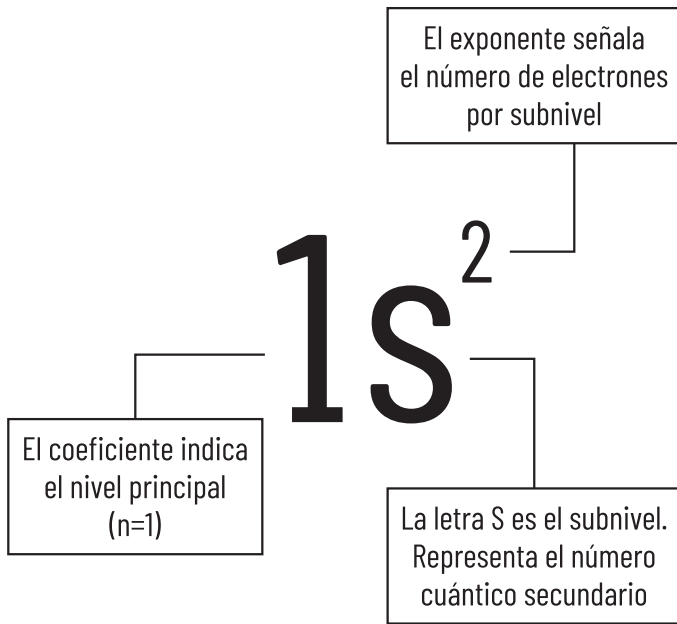 El exponente señala
el número de electrones
por subnivel
1s²
El coeficiente indica
el nivel principal
(n=1)
La letra S es el subnivel.
Representa el número
cuántico secundario